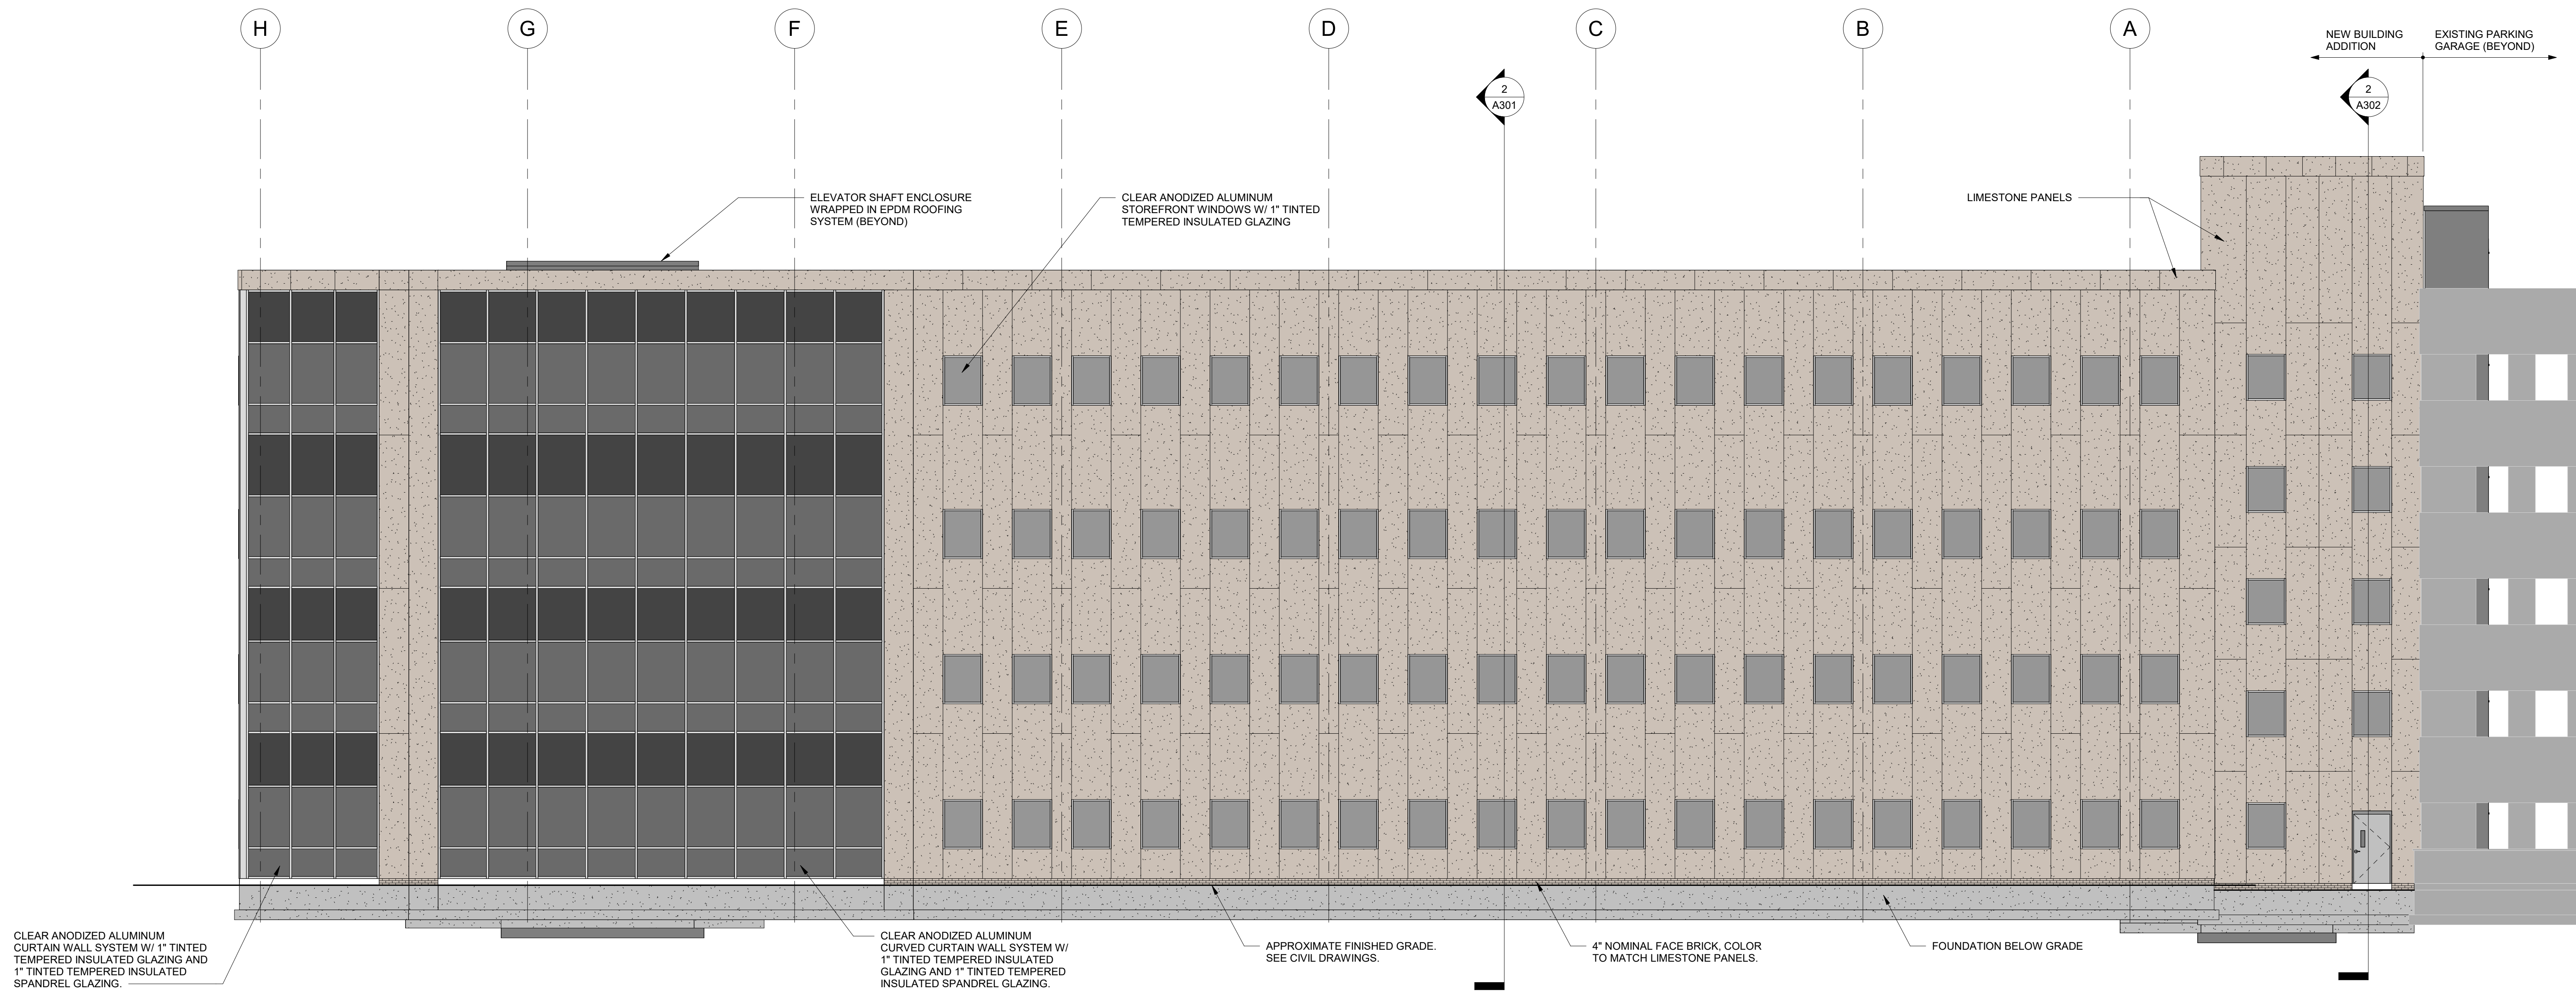 H
G
F
E
D
C
B
A
NEW BUILDING
ADDITION
EXISTING PARKING
GARAGE (BEYOND)
2
A301
2
A302
ELEVATOR SHAFT ENCLOSURE
WRAPPED IN EPDM ROOFING
SYSTEM (BEYOND)
CLEAR ANODIZED ALUMINUM
STOREFRONT WINDOWS W/ 1" TINTED
TEMPERED INSULATED GLAZING
LIMESTONE PANELS
CLEAR ANODIZED ALUMINUM
CURTAIN WALL SYSTEM W/ 1" TINTED
TEMPERED INSULATED GLAZING AND
1" TINTED TEMPERED INSULATED
SPANDREL GLAZING.
CLEAR ANODIZED ALUMINUM
CURVED CURTAIN WALL SYSTEM W/
1" TINTED TEMPERED INSULATED
GLAZING AND 1" TINTED TEMPERED
INSULATED SPANDREL GLAZING.
APPROXIMATE FINISHED GRADE.
SEE CIVIL DRAWINGS.
4" NOMINAL FACE BRICK, COLOR
TO MATCH LIMESTONE PANELS.
FOUNDATION BELOW GRADE